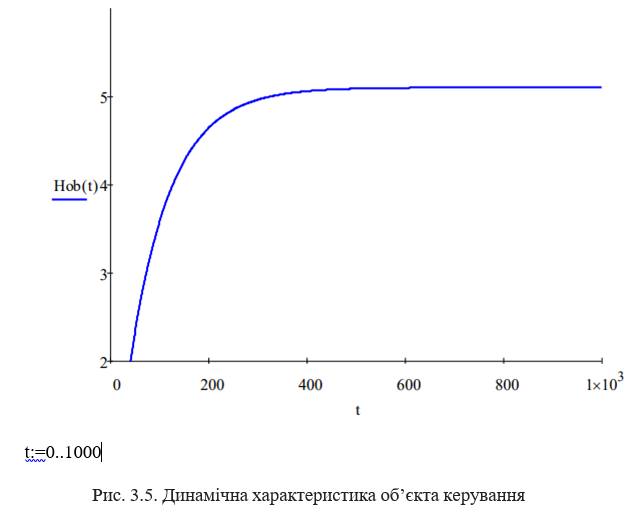 5
Hob(t) 4
3
2
0 200 400 600 800 1×10³
t
t:=0..1000
Рис. 3.5. Динамічна характеристика об’єкта керування